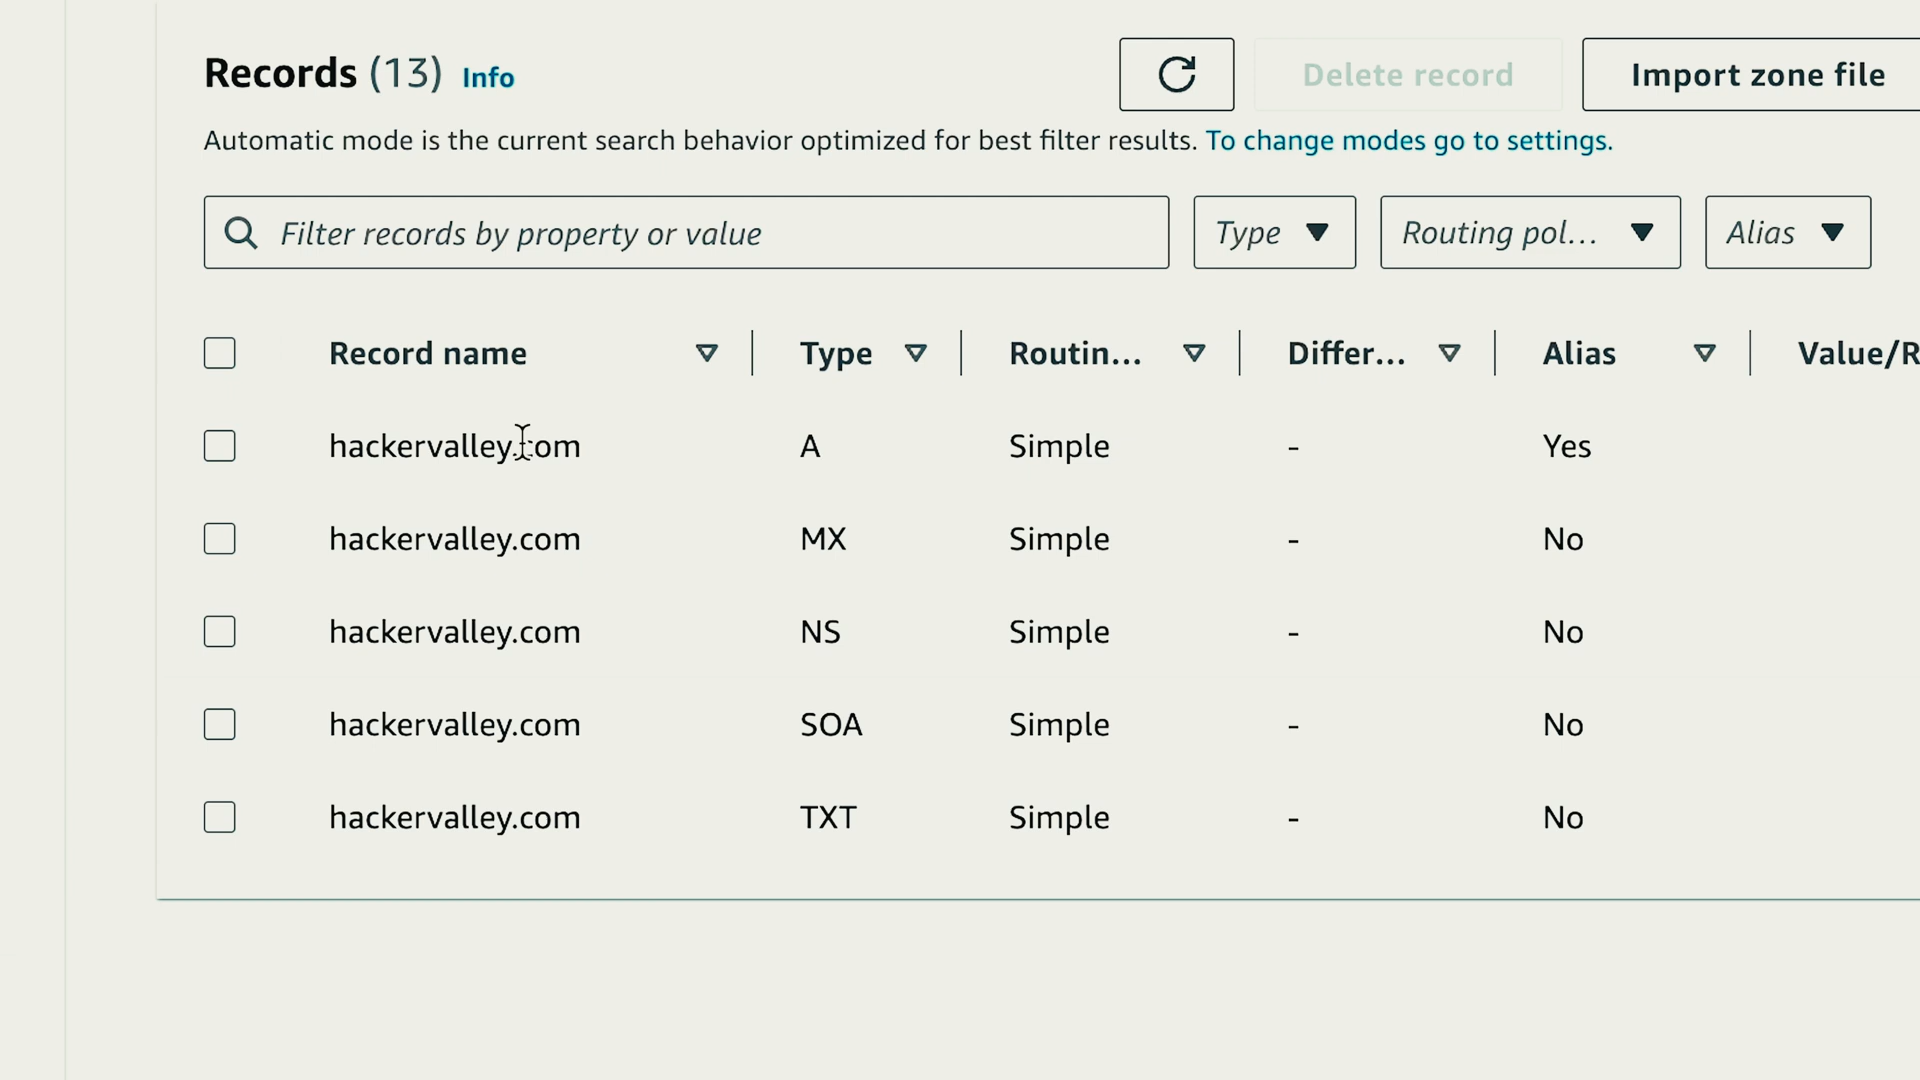 Records (13) Info
Delete record
Import zone file
Automatic mode is the current search behavior optimized for best filter results. To change modes go to settings.
Filter records by property or value
Type
Routing pol...
Alias
Record name Type Routin... Differ... Alias Value/R
hackervalley.com A Simple - Yes
hackervalley.com MX Simple - No
hackervalley.com NS Simple - No
hackervalley.com SOA Simple - No
hackervalley.com TXT Simple - No